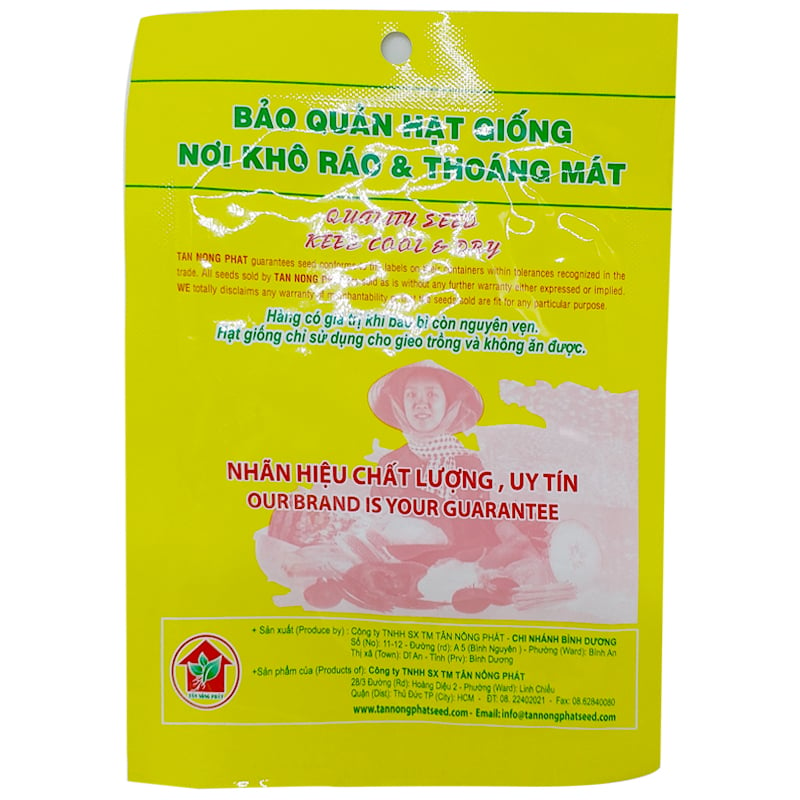 BẢO QUẢN HẠT GIỐNG
NƠI KHÔ RÁO & THOÁNG MÁT
QUALITY SEED
KEEP COOL & DRY
TAN NONG PHAT guarantees seed conforms to the labels on their containers within tolerances recognized in the
trade. All seeds sold by TAN NONG PHAT are sold as is without any further warranty either expressed or implied.
WE totally disclaims any warranty of merchantability or that the seeds sold are fit for any particular purpose.
Hàng có giá trị khi bao bì còn nguyên vẹn.
Hạt giống chỉ sử dụng cho gieo trồng và không ăn được.
NHÃN HIỆU CHẤT LƯỢNG , UY TÍN
OUR BRAND IS YOUR GUARANTEE
+ Sản xuất (Produce by) : Công ty TNHH SX TM TÂN NÔNG PHÁT - CHI NHÁNH BÌNH DƯƠNG
Số (No): 11-12 - Đường (rd): A 5 (Bình Nguyên ) - Phường (Ward): Bình An
Thị xã (Town): Dĩ An - Tỉnh (Prv): Bình Dương
+Sản phẩm của (Products of): Công ty TNHH SX TM TÂN NÔNG PHÁT
28/3 Đường (Rd): Hoàng Diệu 2 - Phường (Ward): Linh Chiểu
Quận (Dist): Thủ Đức TP (City): HCM - ĐT: 08. 22402021 - Fax: 08.62840080
www.tannongphatseed.com - Email: info@tannongphatseed.com
TÂN NÔNG PHÁT